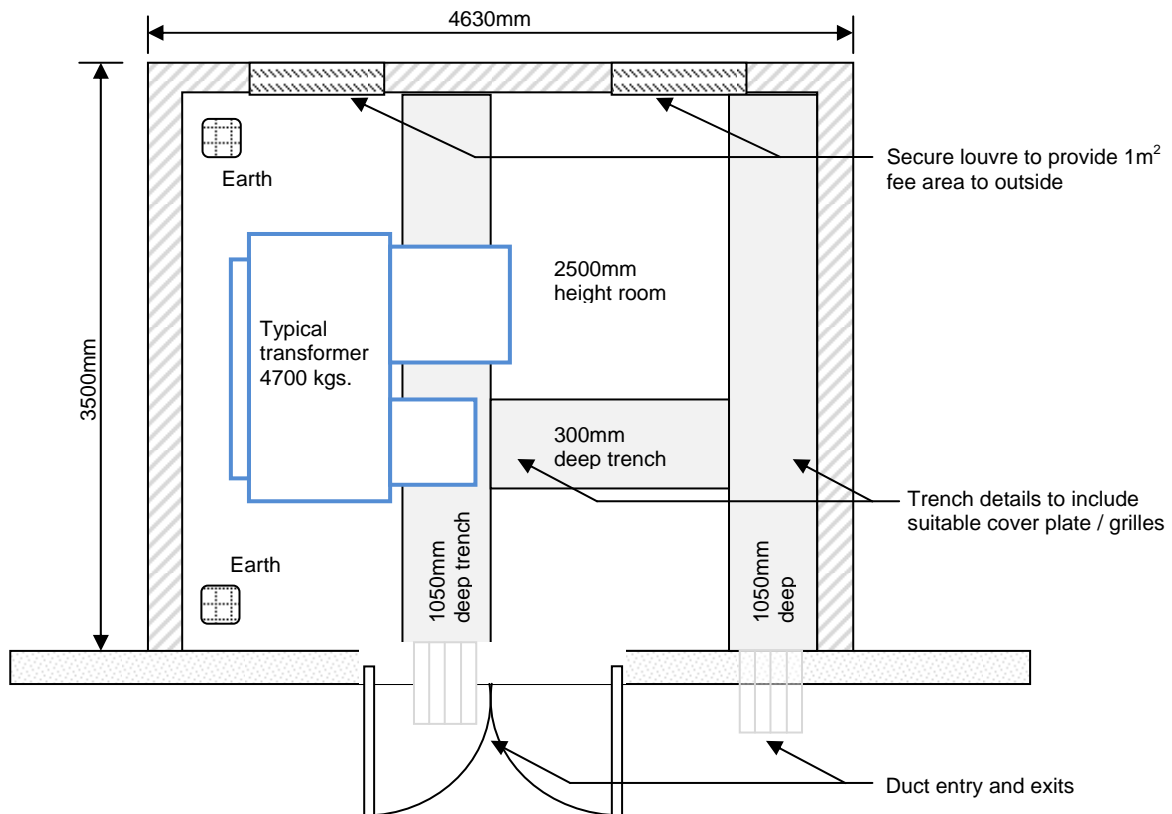 4630mm
Secure louvre to provide 1m²
fee area to outside
Earth
3500mm
2500mm
height room
Typical
transformer
4700 kgs.
300mm
deep trench
Trench details to include
suitable cover plate / grilles
1050mm
deep trench
1050mm
deep
Earth
Duct entry and exits